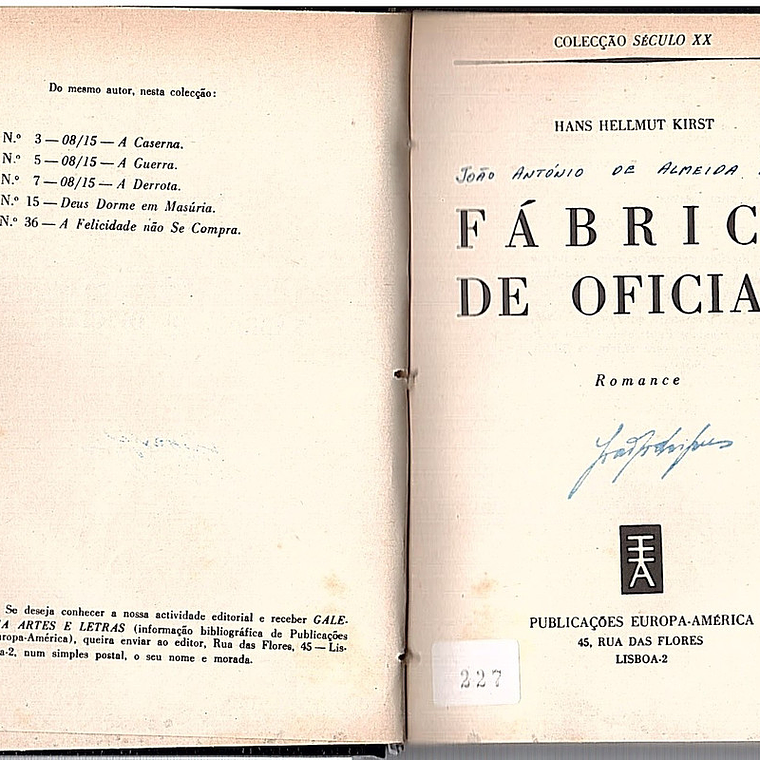 Do mesmo autor, nesta colecção:
N.º 3 — 08/15 — A Caserna.
N.º 5 — 08/15 — A Guerra.
N.º 7 — 08/15 — A Derrota.
N.º 15 — Deus Dorme em Masúria.
N.º 36 — A Felicidade não Se Compra.
Se deseja conhecer a nossa actividade editorial e receber GALE-
A ARTES E LETRAS (informação bibliográfica de Publicações
uropa-América), queira enviar ao editor, Rua das Flores, 45 — Lis-
a-2, num simples postal, o seu nome e morada.
COLECÇÃO SÉCULO XX
HANS HELLMUT KIRST
JOÃO ANTÓNIO DE ALMEIDA
FÁBRIC
DE OFICIA
Romance
PUBLICAÇÕES EUROPA-AMÉRICA
45, RUA DAS FLORES
LISBOA-2
227